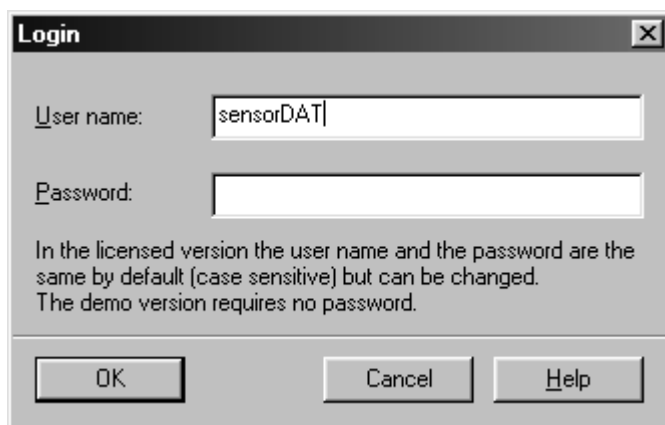 Login
User name:
sensorDAT
Password:
In the licensed version the user name and the password are the
same by default (case sensitive) but can be changed.
The demo version requires no password.
OK
Cancel
Help